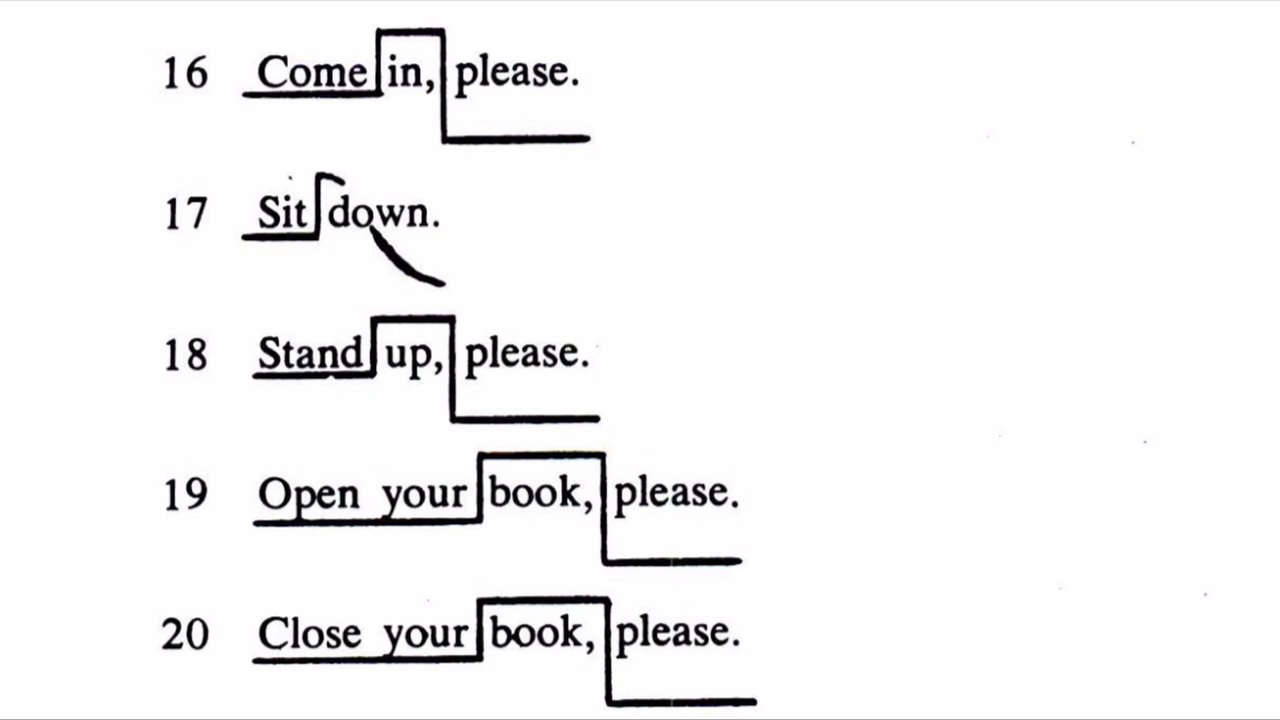 16 Come in, please.
17 Sit down.
18 Stand up, please.
19 Open your book, please.
20 Close your book, please.